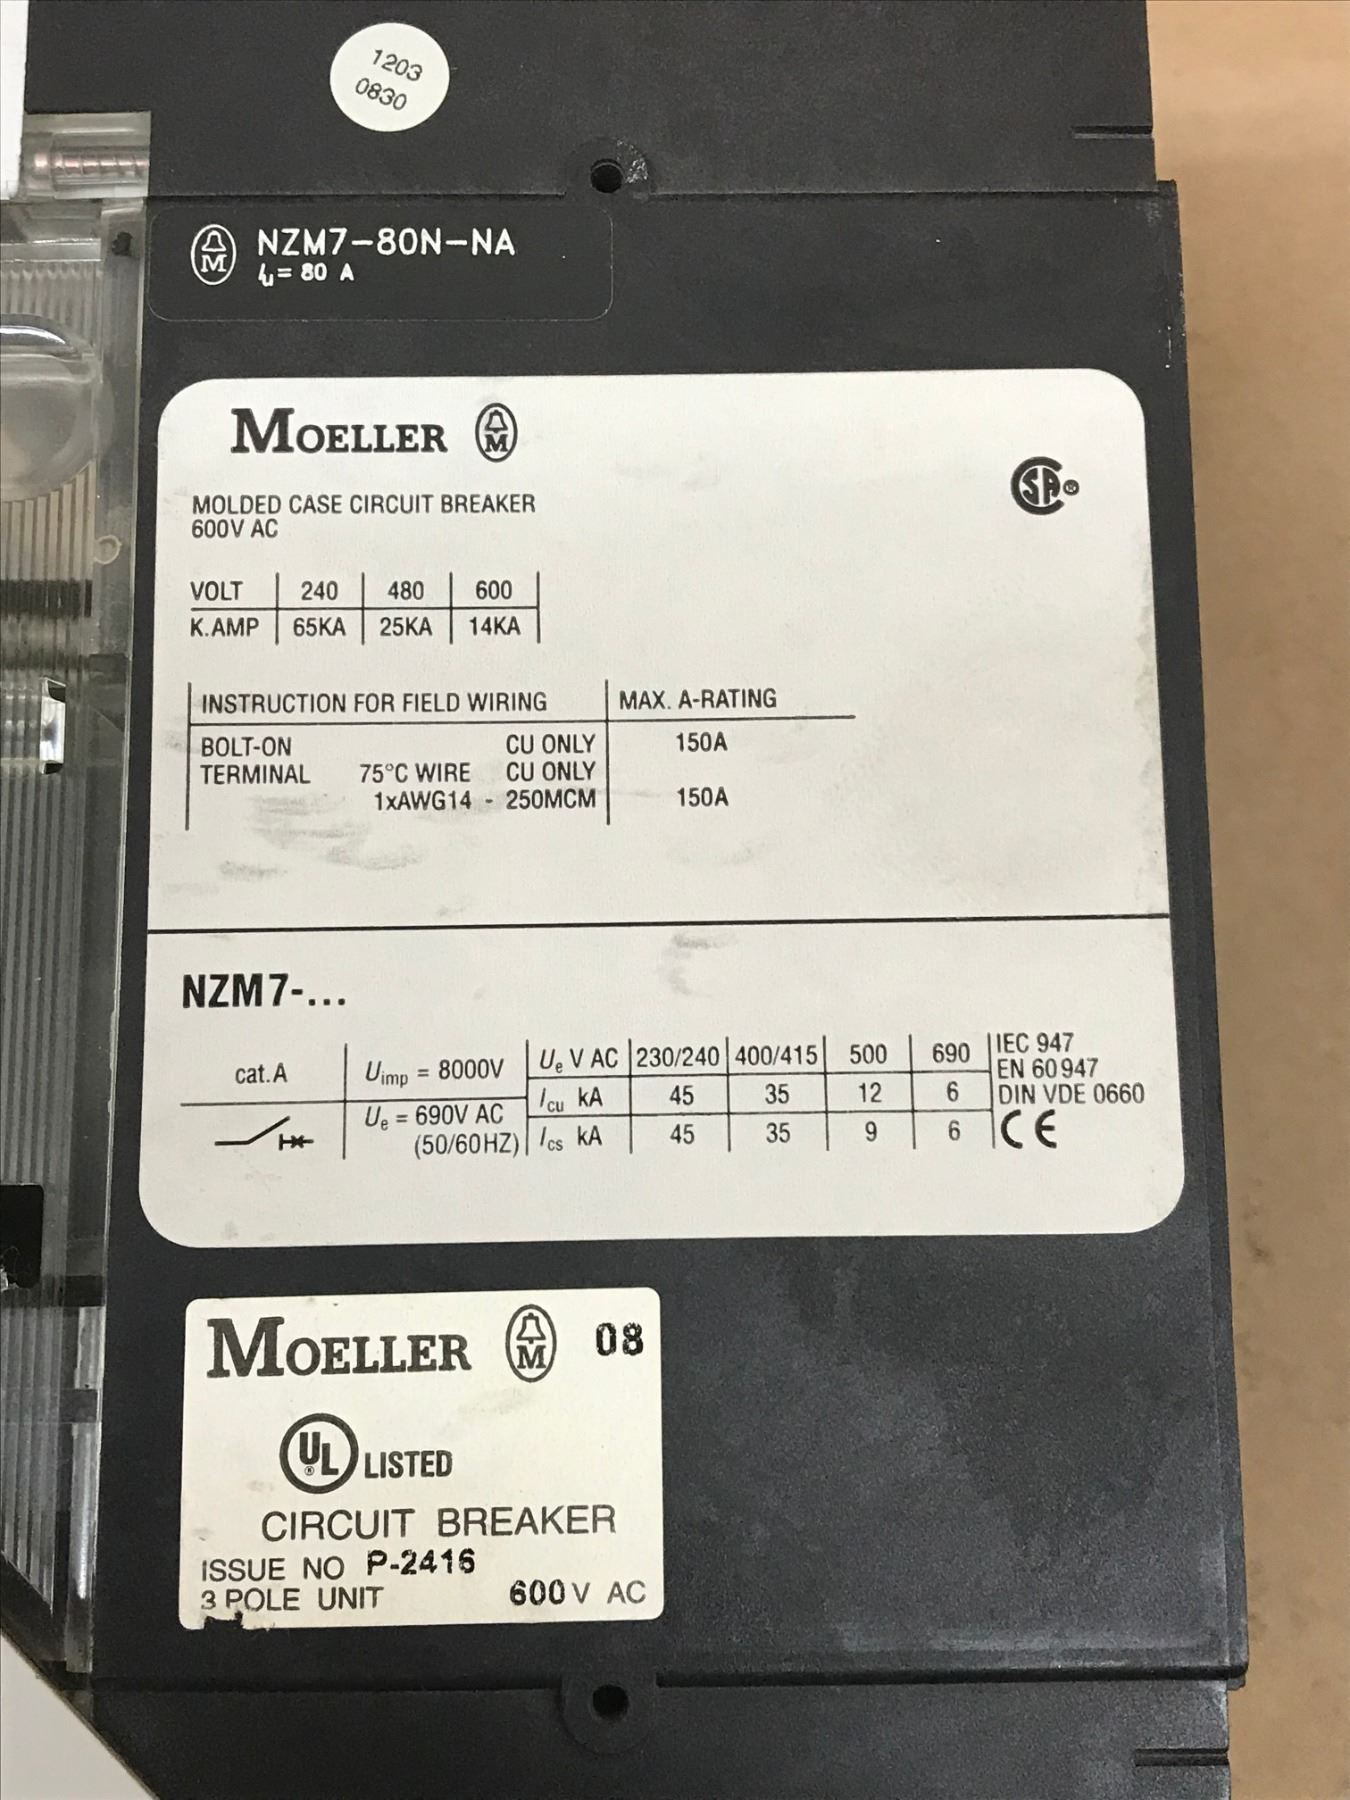 1203
0830
M NZM7-80N-NA
Iu= 80 A
MOELLER M
CSA®
MOLDED CASE CIRCUIT BREAKER
600V AC
VOLT 240 480 600
K.AMP 65KA 25KA 14KA
INSTRUCTION FOR FIELD WIRING MAX. A-RATING
BOLT-ON CU ONLY 150A
TERMINAL 75°C WIRE CU ONLY
1xAWG14 - 250MCM 150A
NZM7-...
cat.A Uimp = 8000V Ue V AC 230/240 400/415 500 690 IEC 947
EN 60947
Icu kA 45 35 12 6 DIN VDE 0660
Ue = 690V AC
(50/60HZ) Ics kA 45 35 9 6 CE
MOELLER M 08
UL® LISTED
CIRCUIT BREAKER
ISSUE NO P-2416
3 POLE UNIT 600V AC